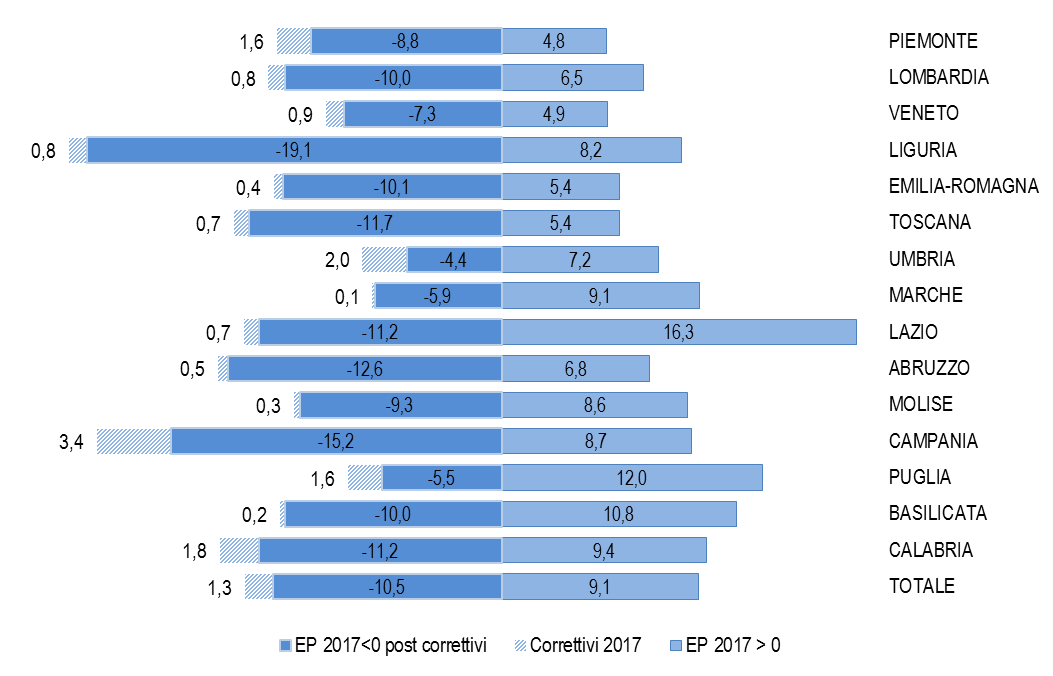 1,6 -8,8 4,8 PIEMONTE
0,8 -10,0 6,5 LOMBARDIA
0,9 -7,3 4,9 VENETO
0,8 -19,1 8,2 LIGURIA
0,4 -10,1 5,4 EMILIA-ROMAGNA
0,7 -11,7 5,4 TOSCANA
2,0 -4,4 7,2 UMBRIA
0,1 -5,9 9,1 MARCHE
0,7 -11,2 16,3 LAZIO
0,5 -12,6 6,8 ABRUZZO
0,3 -9,3 8,6 MOLISE
3,4 -15,2 8,7 CAMPANIA
1,6 -5,5 12,0 PUGLIA
0,2 -10,0 10,8 BASILICATA
1,8 -11,2 9,4 CALABRIA
1,3 -10,5 9,1 TOTALE
EP 2017<0 post correttivi Correttivi 2017 EP 2017 > 0